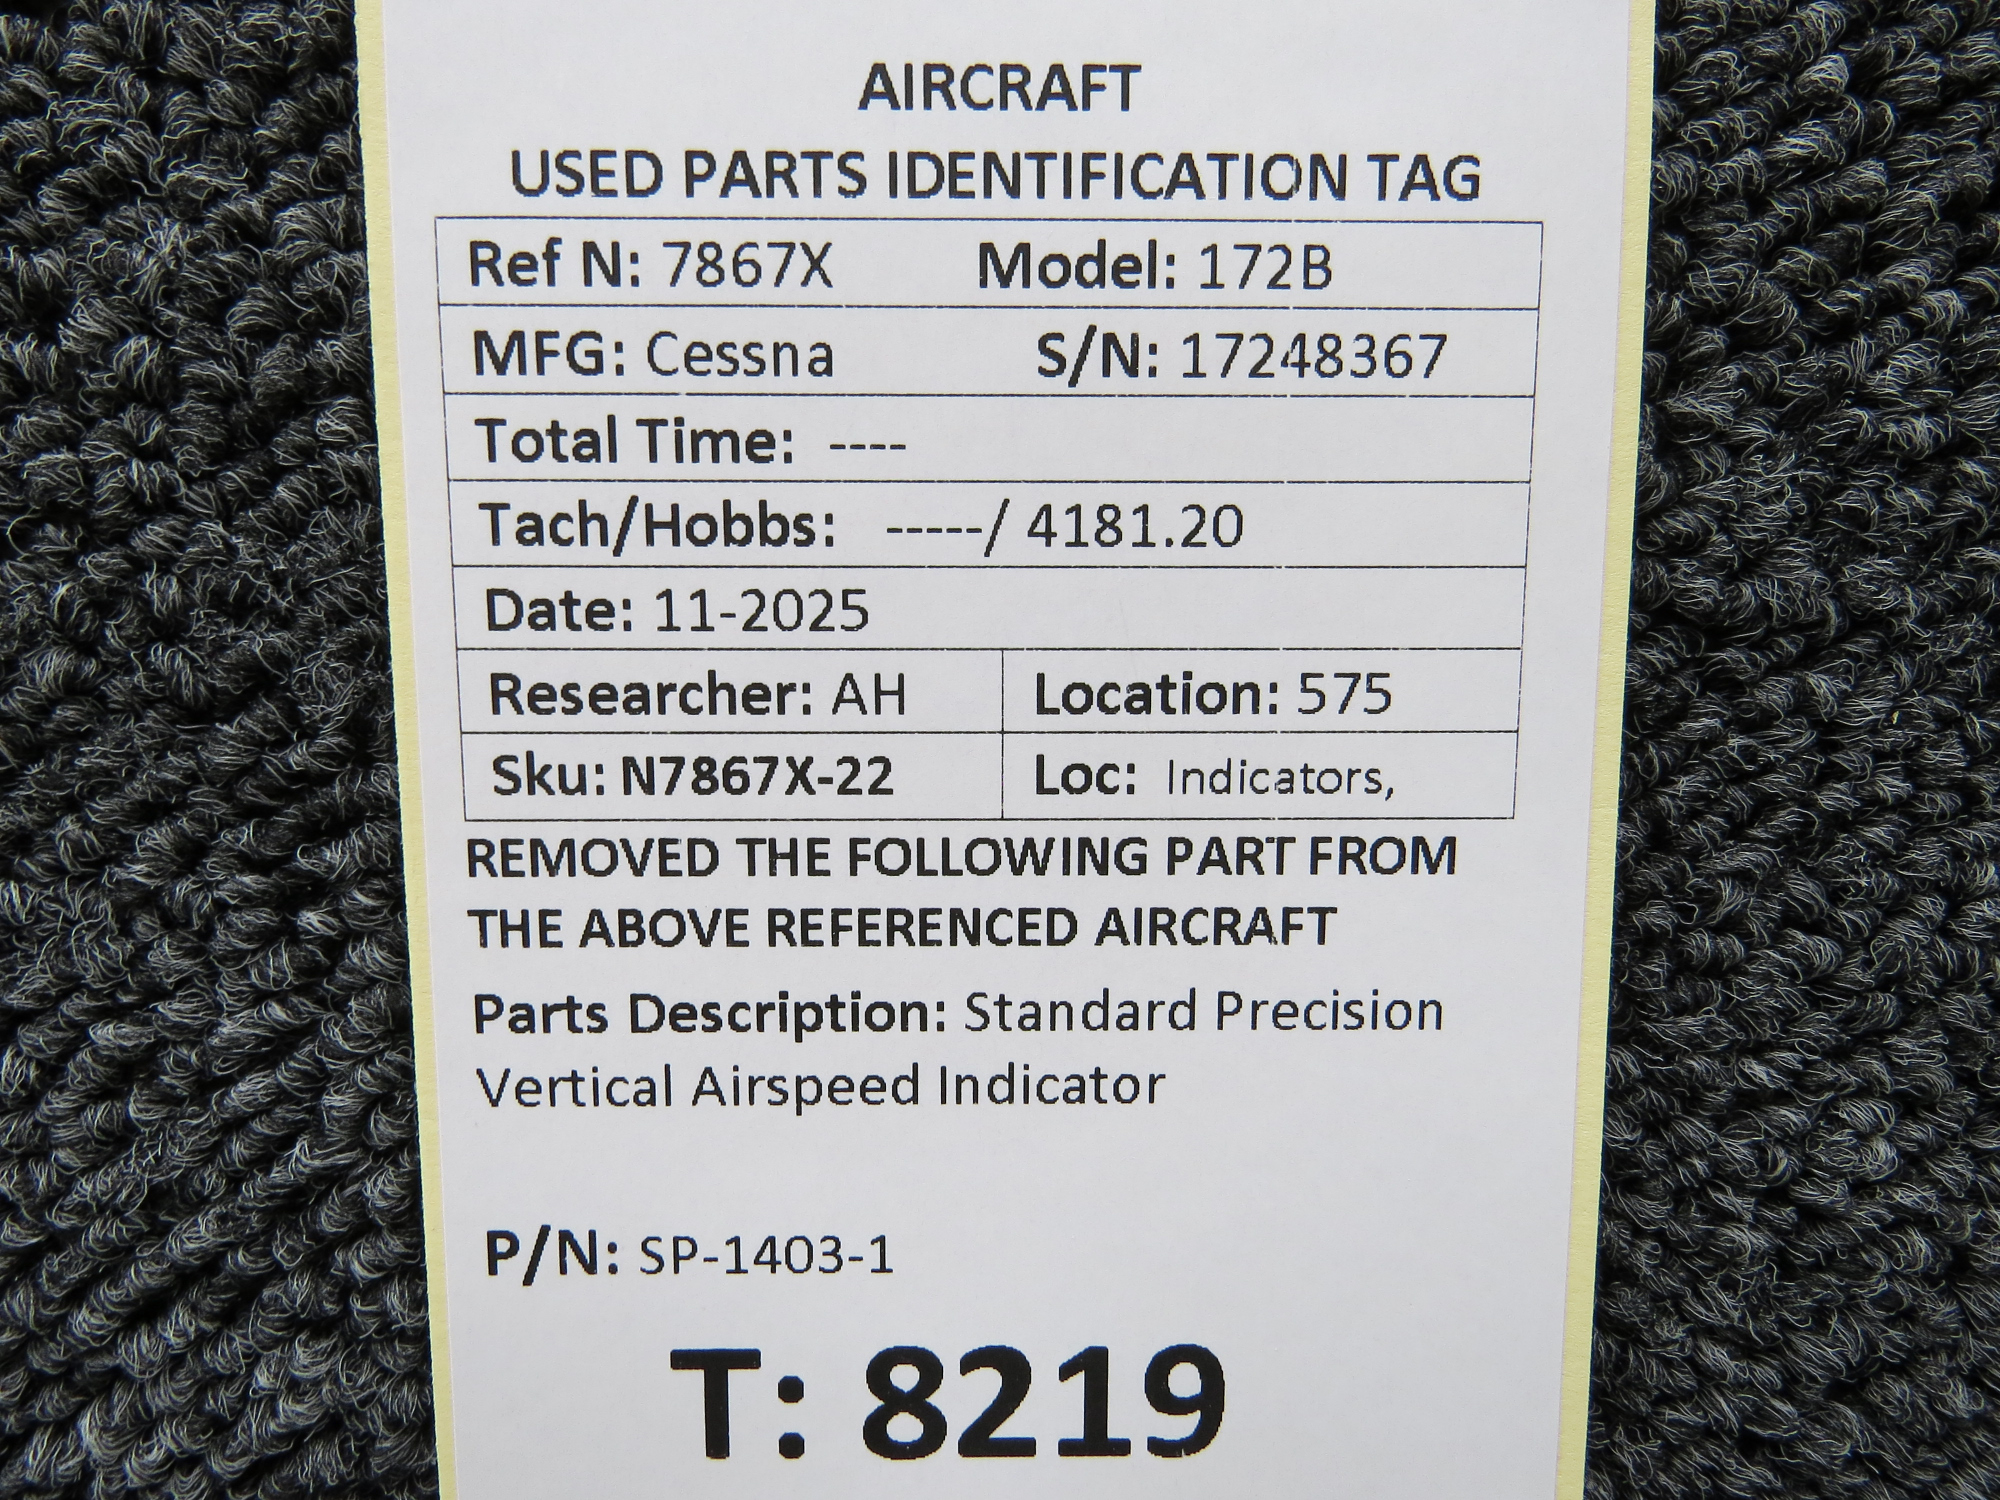 AIRCRAFT
USED PARTS IDENTIFICATION TAG
Ref N: 7867X Model: 172B
MFG: Cessna S/N: 17248367
Total Time: ----
Tach/Hobbs: -----/ 4181.20
Date: 11-2025
Researcher: AH Location: 575
Sku: N7867X-22 Loc: Indicators,
REMOVED THE FOLLOWING PART FROM
THE ABOVE REFERENCED AIRCRAFT
Parts Description: Standard Precision
Vertical Airspeed Indicator
P/N: SP-1403-1
T: 8219